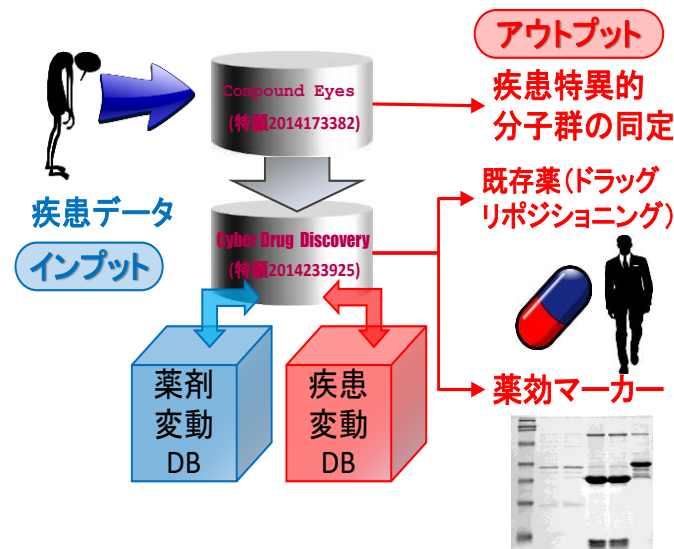 アウトプット
Compound Eyes
(特願2014173382)
疾患特異的
分子群の同定
疾患データ
インプット
Cyber Drug Discovery
(特願2014233925)
既存薬(ドラッグ
リポジショニング)
薬剤
変動
DB
疾患
変動
DB
薬効マーカー